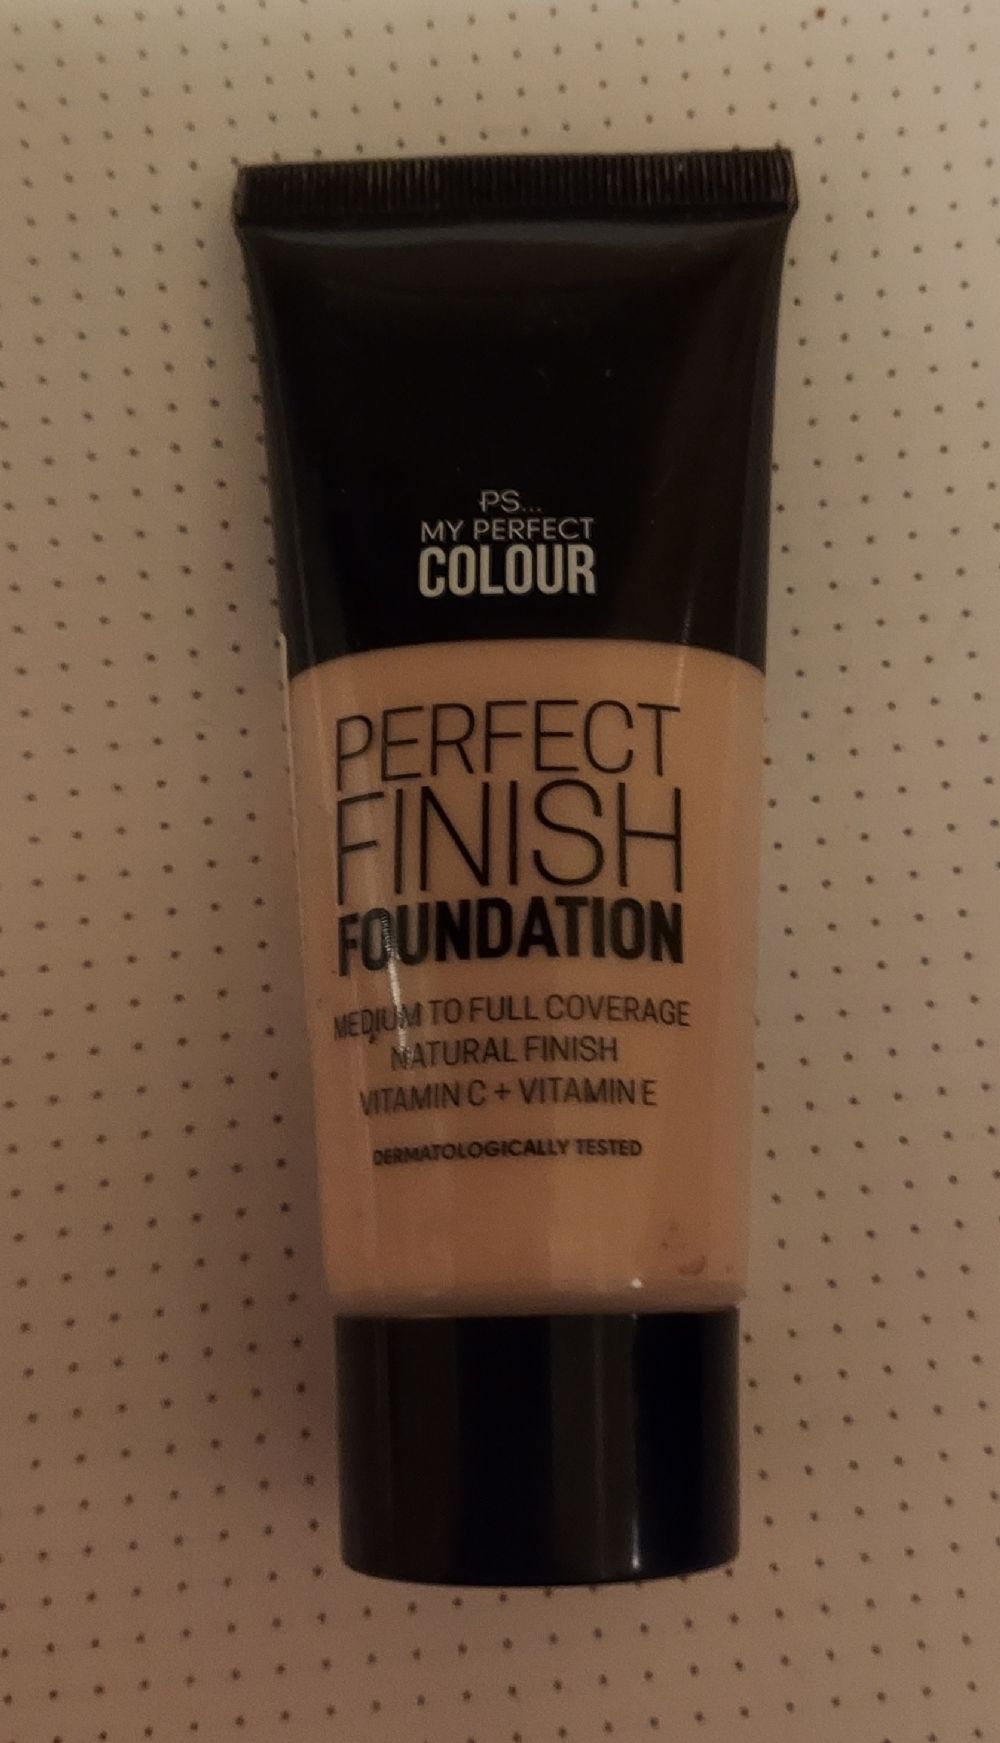 PS...
MY PERFECT
COLOUR
PERFECT
FINISH
FOUNDATION
MEDIUM TO FULL COVERAGE
NATURAL FINISH
VITAMIN C + VITAMIN E
DERMATOLOGICALLY TESTED